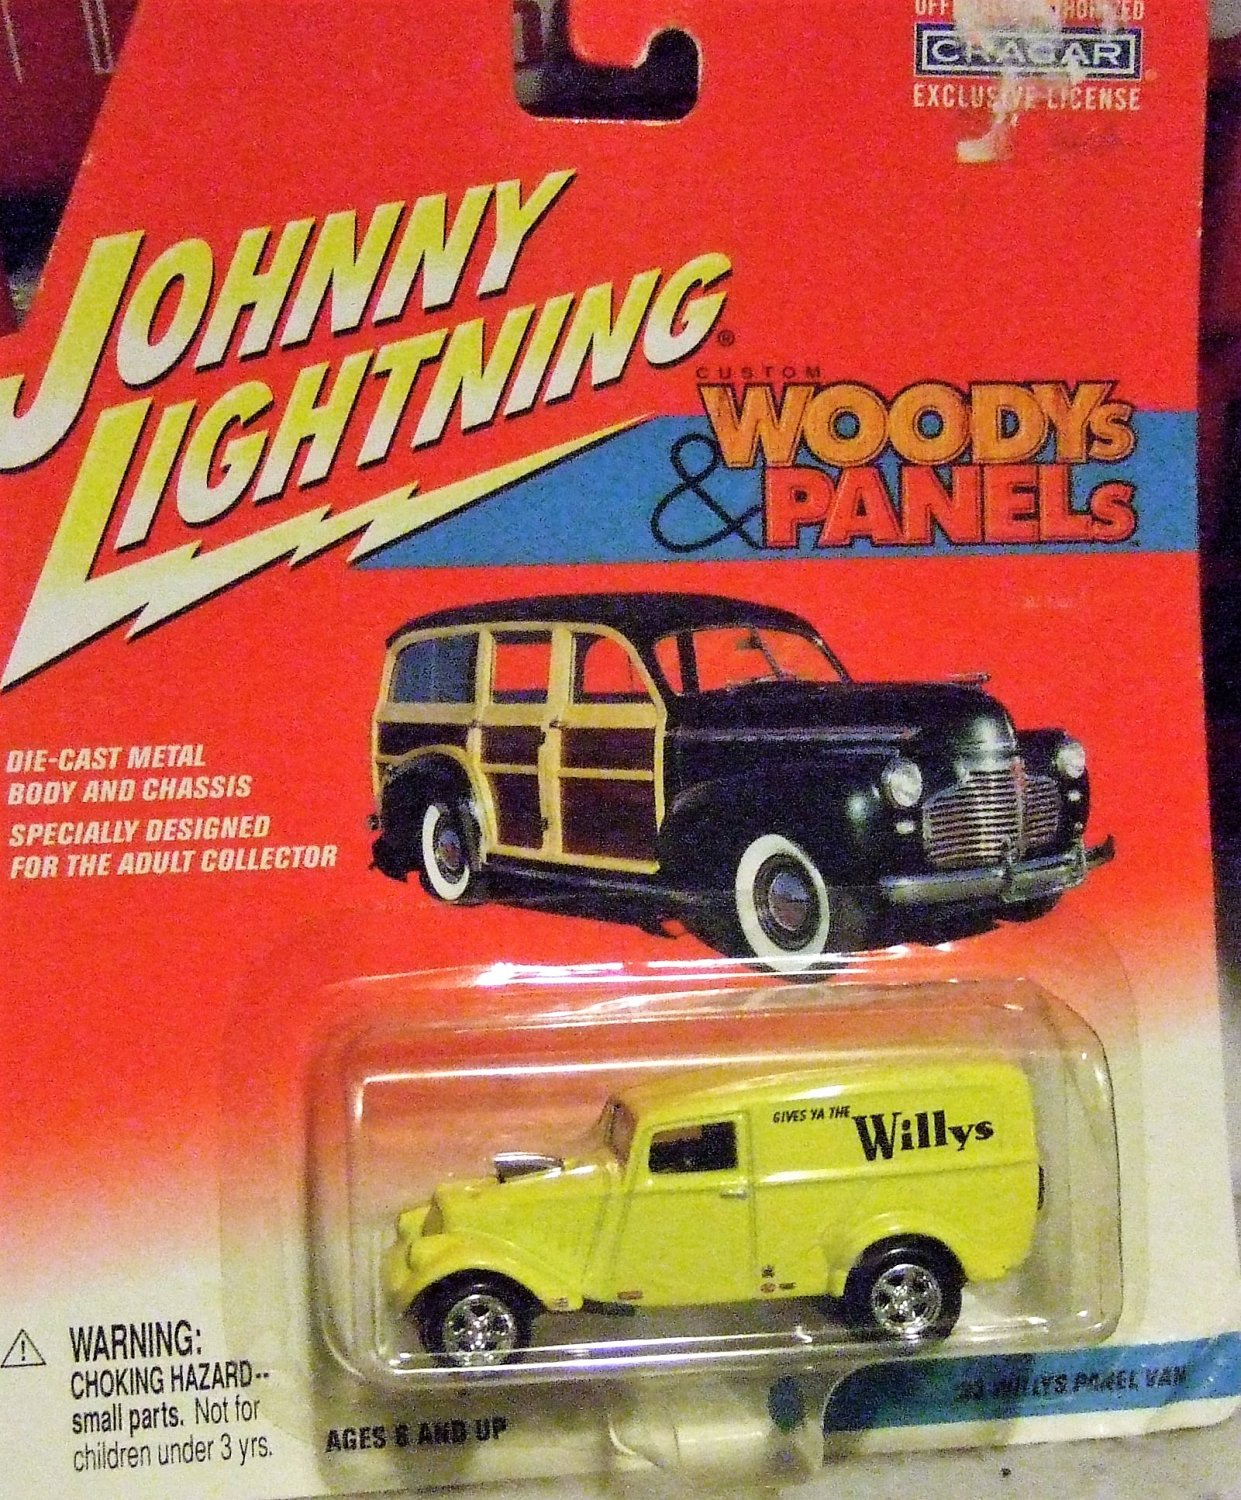 CRAGAR
EXCLUSIVE LICENSE
JOHNNY
LIGHTNING®
CUSTOM
WOODYS
& PANELS
DIE-CAST METAL
BODY AND CHASSIS
SPECIALLY DESIGNED
FOR THE ADULT COLLECTOR
GIVES YA THE Willys
WARNING:
CHOKING HAZARD--
small parts. Not for
children under 3 yrs.
AGES 8 AND UP
'33 WILLYS PANEL VAN